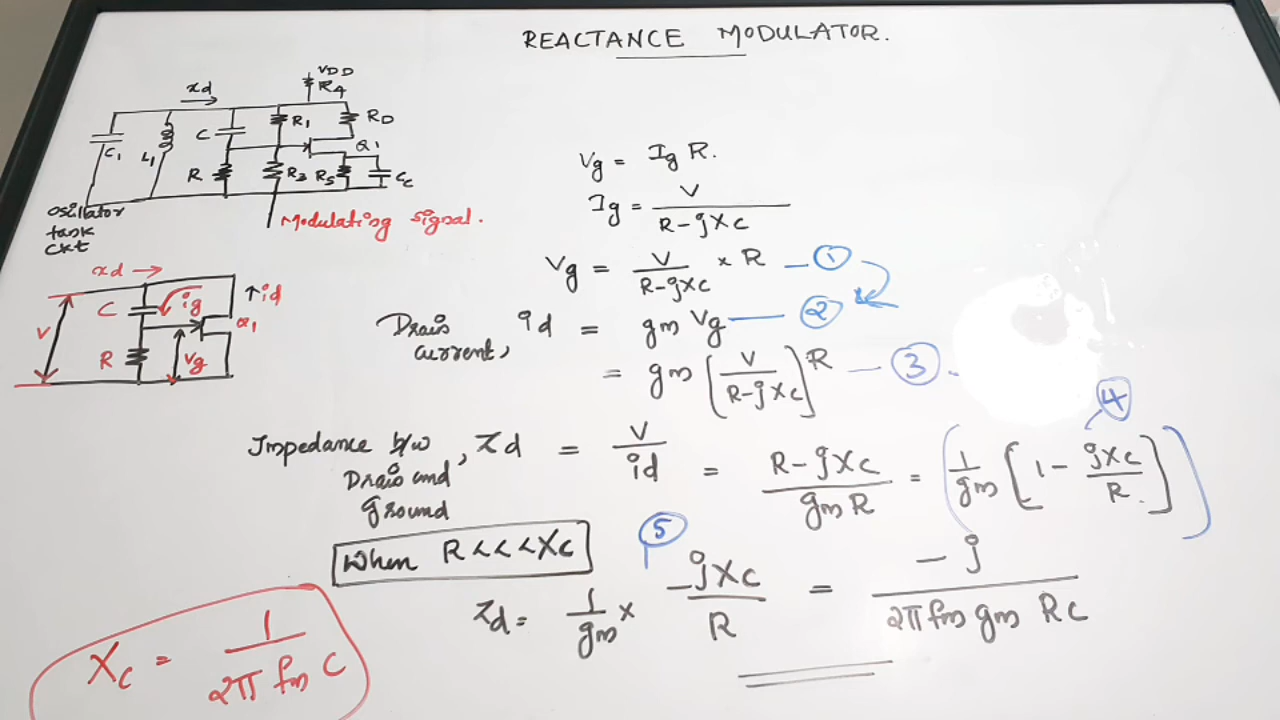 REACTANCE MODULATOR.
VDD
R4
xd
C1
L1
C
R
R1
R3
RD
Q1
RS
Cc
Oscillator
tank
ckt
Modulating signal.
xd
V
C
ig
R
Vg
id
Q1
Vg = Ig R.
Ig = V / R-jXc
Vg = V / R-jXc × R — 1
Drain current, id = gm Vg — 2
= gm ( V / R-jXc ) R — 3
Impedance b/w Drain and ground, Zd = V / id = R-jXc / gm R = ( 1 / gm [ 1 - jXc / R ] ) 4
When R<<<Xc
5
Zd = 1 / gm × -jXc / R = -j / 2π fm gm RC
Xc = 1 / 2π fm C